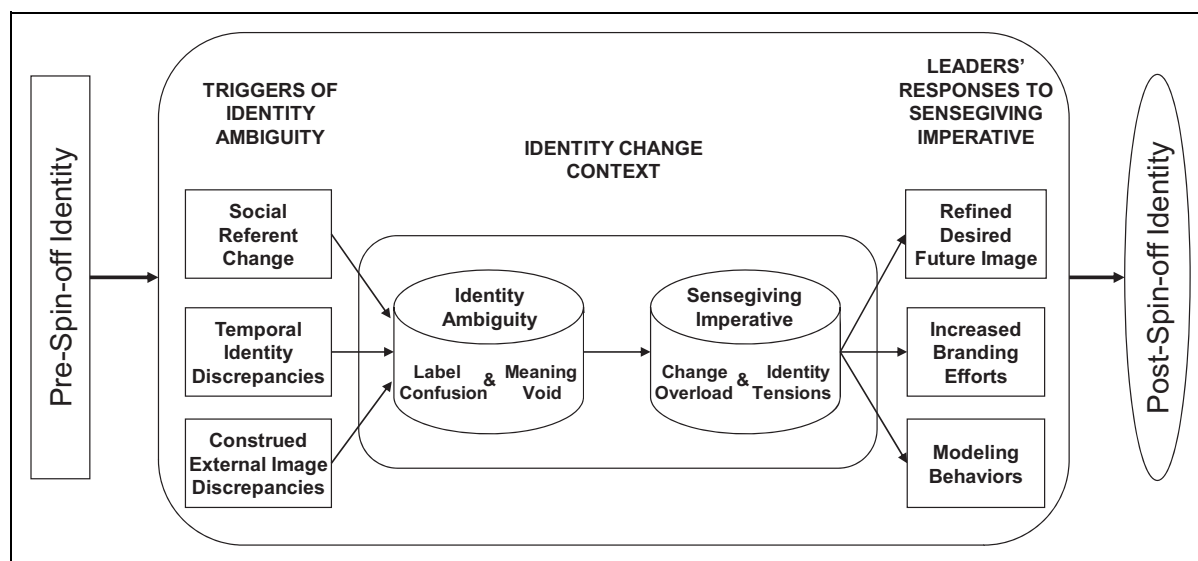 Pre-Spin-off Identity
TRIGGERS OF
IDENTITY
AMBIGUITY
Social
Referent
Change
Temporal
Identity
Discrepancies
Construed
External Image
Discrepancies
IDENTITY CHANGE
CONTEXT
Identity
Ambiguity
Label
Confusion
&
Meaning
Void
Sensegiving
Imperative
Change
Overload
&
Identity
Tensions
LEADERS’
RESPONSES TO
SENSEGIVING
IMPERATIVE
Refined
Desired
Future Image
Increased
Branding
Efforts
Modeling
Behaviors
Post-Spin-off Identity